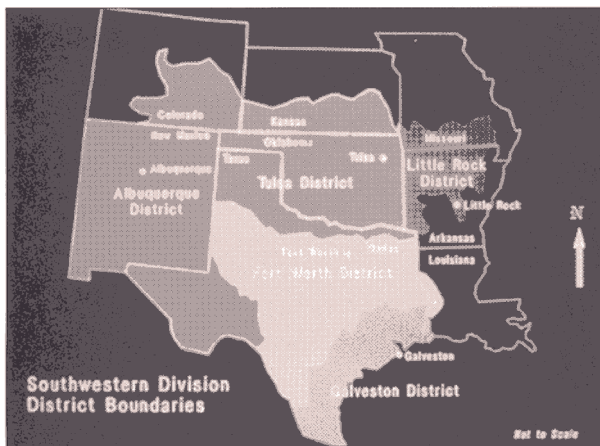 Colorado
Kansas
Missouri
New Mexico
Oklahoma
Texas
Tulsa
Little Rock
District
Albuquerque
Tulsa District
Albuquerque
District
Little Rock
N
Arkansas
Louisiana
Fort Worth
Dallas
Fort Worth District
Galveston
Galveston District
Southwestern Division
District Boundaries
Not to Scale